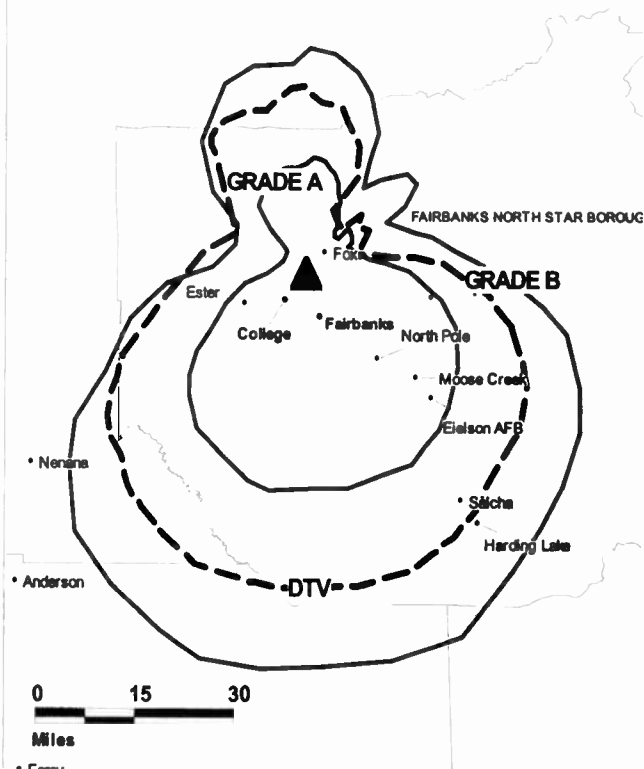 GRADE A
FAIRBANKS NORTH STAR BOROUG
Fox
GRADE B
Ester
College
Fairbanks
North Pole
Moose Creek
Eielson AFB
Nenana
Salcha
Harding Lake
Anderson
DTV
0 15 30
Miles